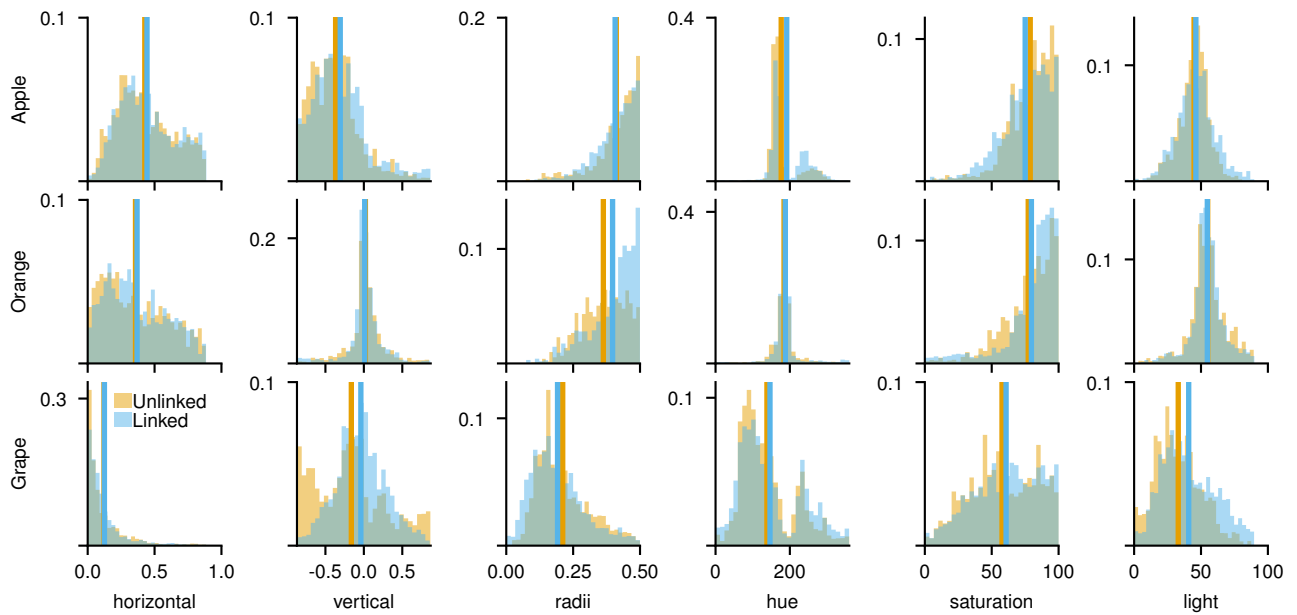 0.1 0.1 0.2 0.4 0.1 0.1
Apple
0.1 0.2 0.1 0.4 0.1 0.1
Orange
0.3 0.1 0.1 0.1 0.1 0.1
Unlinked
Linked
Grape
0.0 0.5 1.0 -0.5 0.0 0.5 0.00 0.25 0.50 0 200 0 50 100 0 50 100
horizontal vertical radii hue saturation light